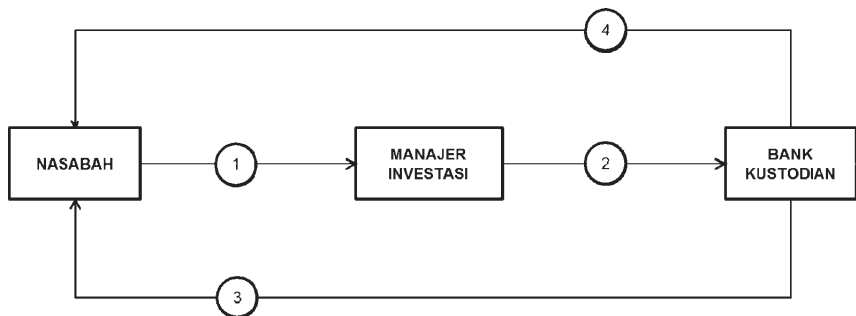 4
NASABAH
1
MANAJER
INVESTASI
2
BANK
KUSTODIAN
3